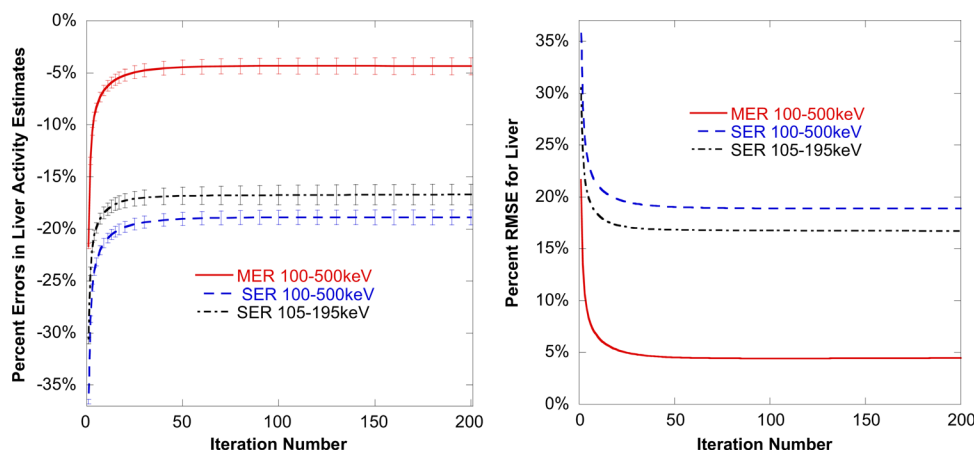 Percent Errors in Liver Activity Estimates
0%
-5%
-10%
-15%
-20%
-25%
-30%
-35%
MER 100-500keV
SER 100-500keV
SER 105-195keV
0 50 100 150 200
Iteration Number
Percent RMSE for Liver
35%
30%
25%
20%
15%
10%
5%
0%
MER 100-500keV
SER 100-500keV
SER 105-195keV
0 50 100 150 200
Iteration Number